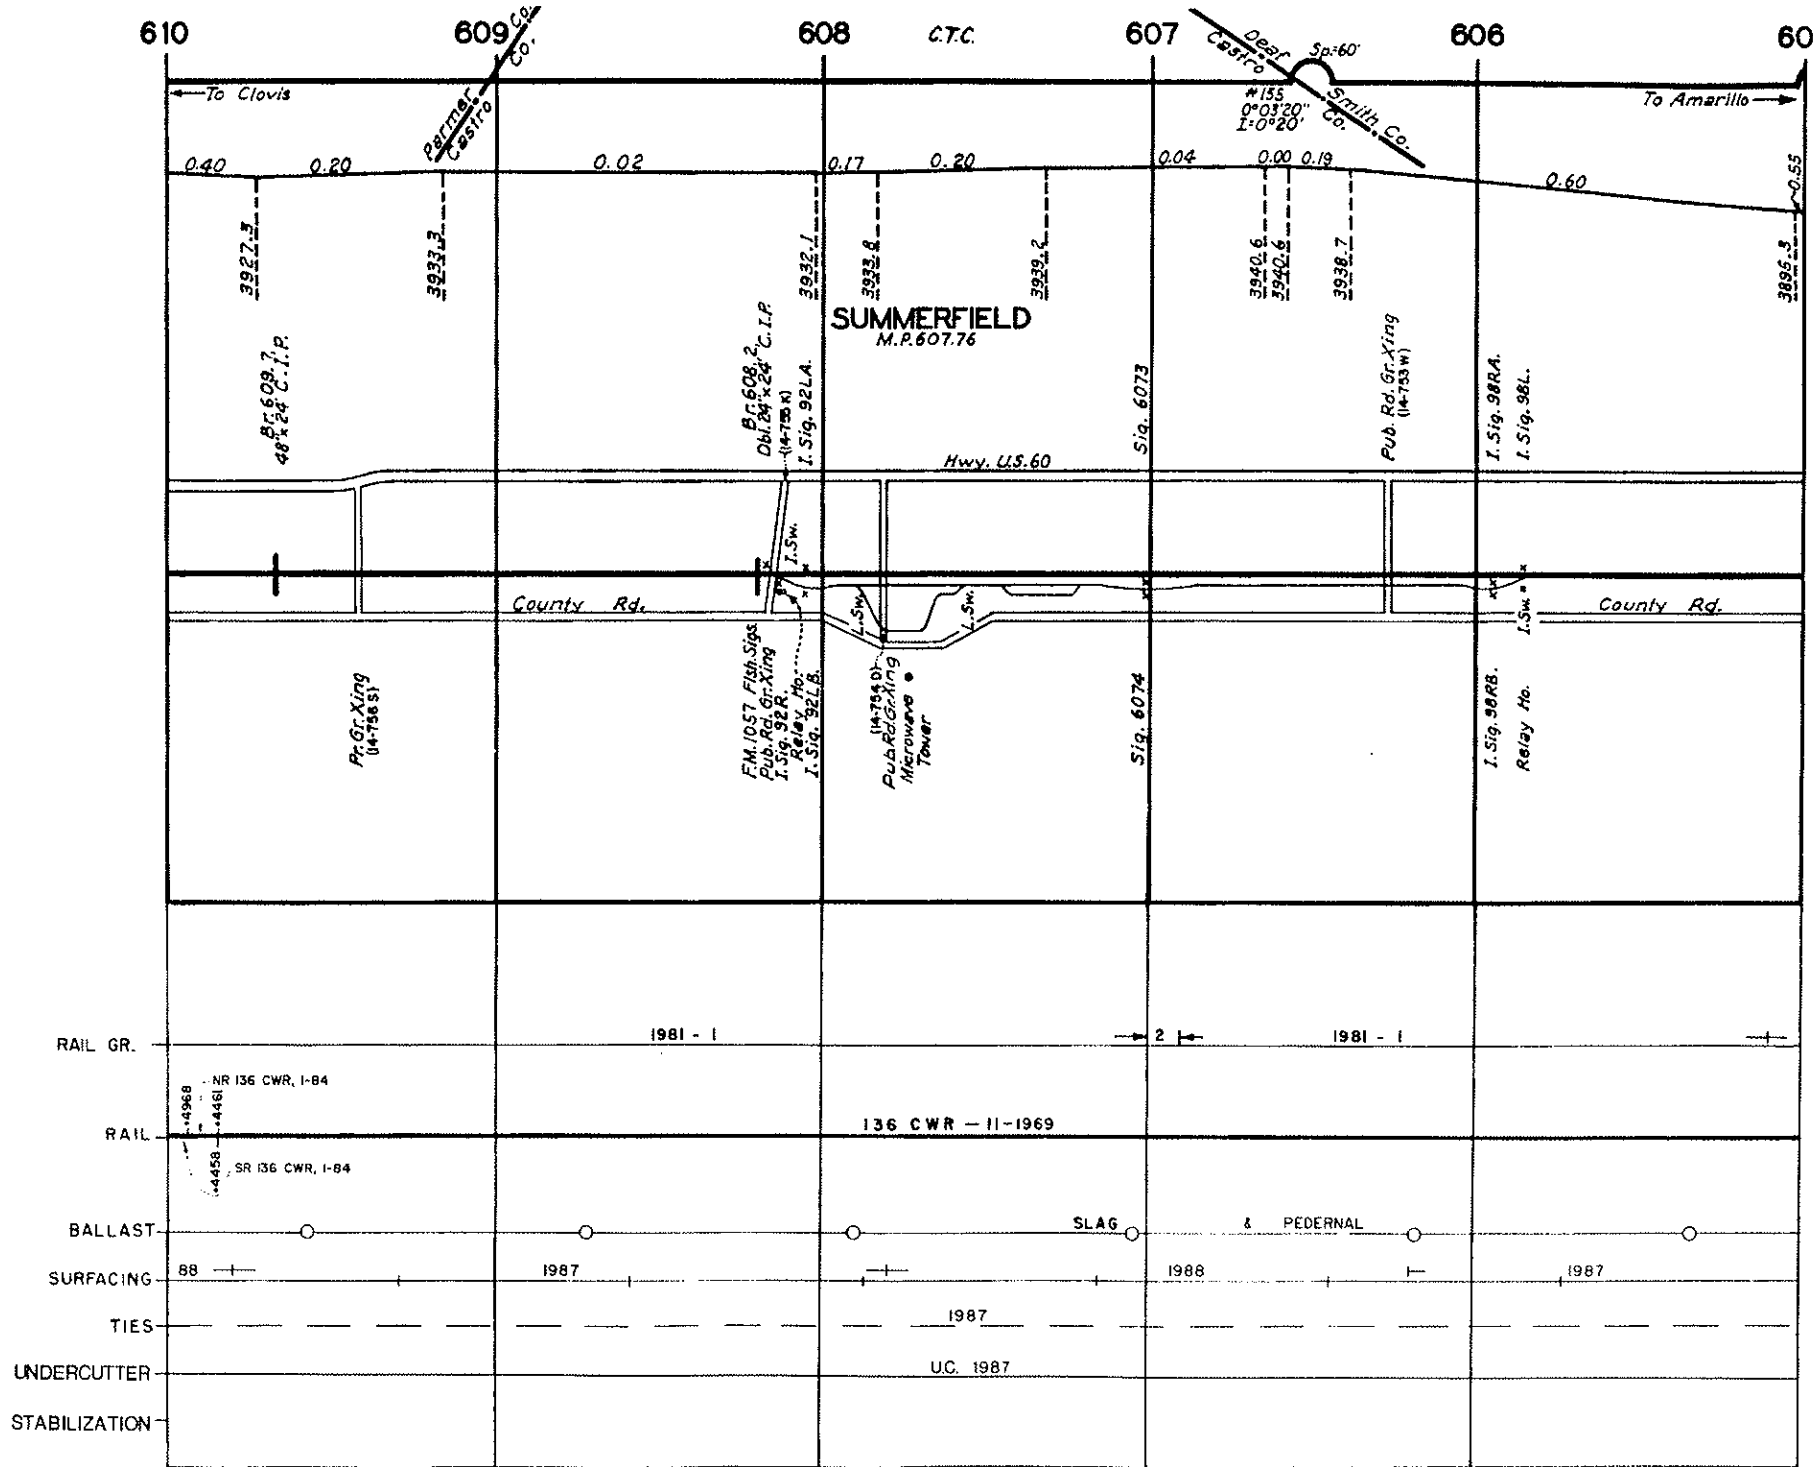 610
609
608
C.T.C.
607
606
60
Co.
Co.
Parmer
Castro
Deaf
Castro
Smith Co.
Co.
Sp=60'
To Clovis
#155
0°03'20"
I=0°20'
To Amarillo
0.40
0.20
0.02
0.17
0.20
0.04
0.00
0.19
0.60
0.55
3927.3
3933.3
3932.1
3933.8
3939.2
3940.6
3940.6
3938.7
3895.3
SUMMERFIELD
M.P.607.76
Br. 609.7
48"x 24' C.I.P.
Br. 608.2
Dbl. 24"x 24' C.I.P.
(14-755 K)
I. Sig. 92LA.
Sig. 6073
Pub. Rd. Gr. Xing
(14-753 W)
I. Sig. 98RA.
I. Sig. 98L.
Hwy. U.S. 60
I. Sw.
County Rd.
L. Sw.
L. Sw.
I. Sw.
County Rd.
Pr. Gr. Xing
(14-756 S)
F.M. 1057 Flsh. Sigs.
Pub. Rd. Gr. Xing
I. Sig. 92R.
Relay Ho.
I. Sig. 92LB.
(14-754 D)
Pub. Rd. Gr. Xing
Microwave
Tower
Sig. 6074
I. Sig. 98RB.
Relay Ho.
RAIL GR.
1981 - 1
2
1981 - 1
+4968
+4461
NR 136 CWR, 1-84
RAIL
136 CWR — 11-1969
+4458
SR 136 CWR, 1-84
BALLAST
SLAG & PEDERNAL
SURFACING
88
1987
1988
1987
TIES
1987
UNDERCUTTER
U.C. 1987
STABILIZATION